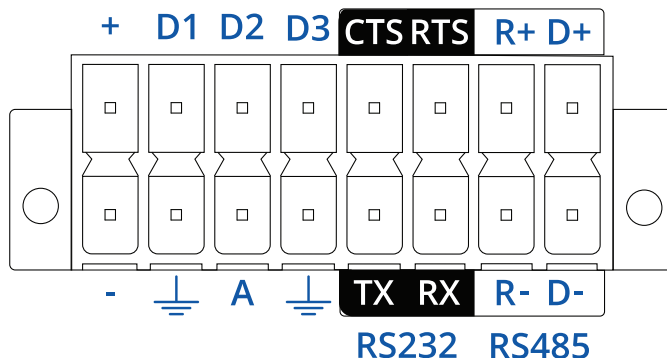 + D1 D2 D3 CTS RTS R+ D+
- A TX RX R- D-
RS232 RS485